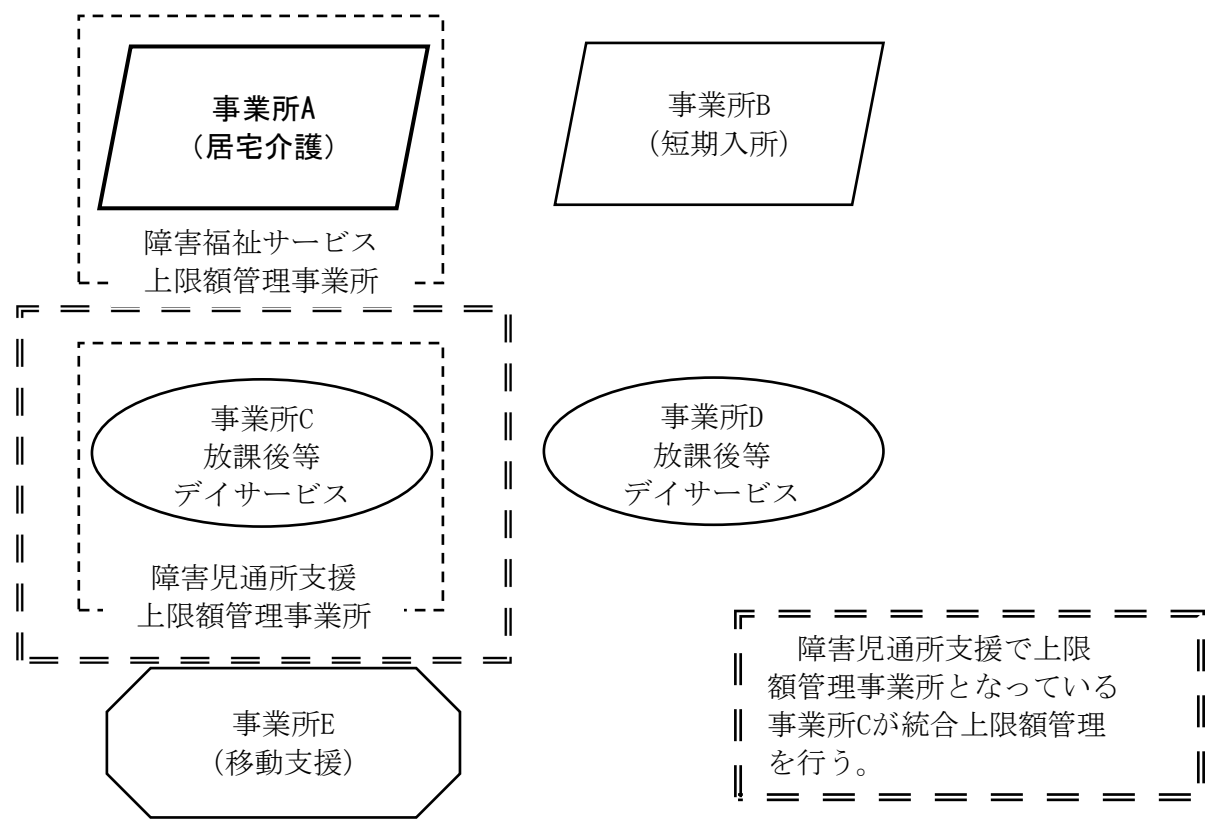 事業所A
（居宅介護）
事業所B
（短期入所）
障害福祉サービス
上限額管理事業所
事業所C
放課後等
デイサービス
事業所D
放課後等
デイサービス
障害児通所支援
上限額管理事業所
事業所E
（移動支援）
障害児通所支援で上限
額管理事業所となっている
事業所Cが統合上限額管理
を行う。